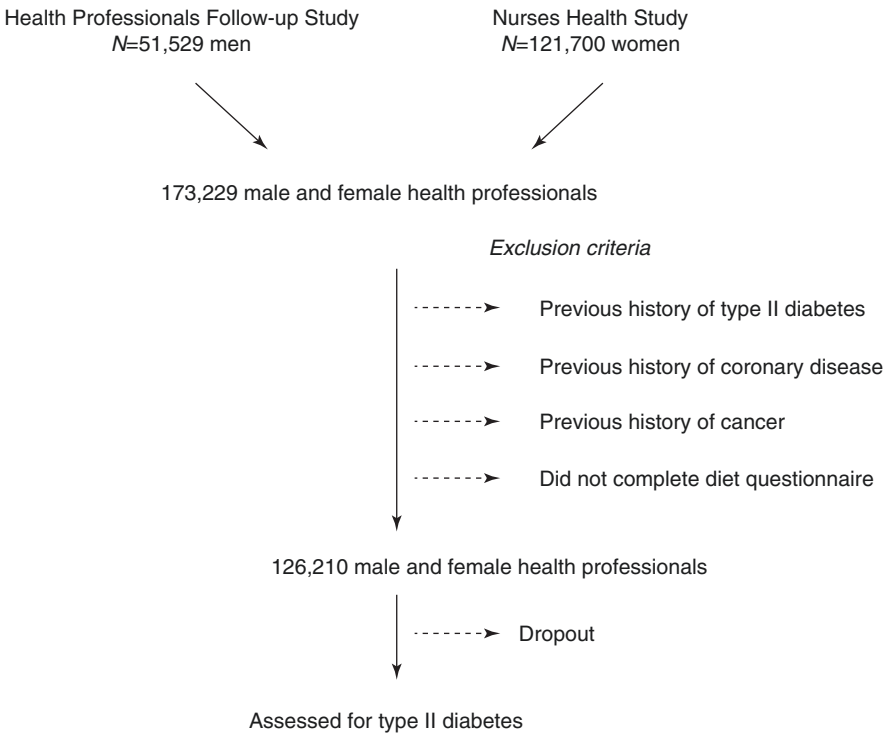 Health Professionals Follow-up Study
N=51,529 men
Nurses Health Study
N=121,700 women
173,229 male and female health professionals
Exclusion criteria
Previous history of type II diabetes
Previous history of coronary disease
Previous history of cancer
Did not complete diet questionnaire
126,210 male and female health professionals
Dropout
Assessed for type II diabetes